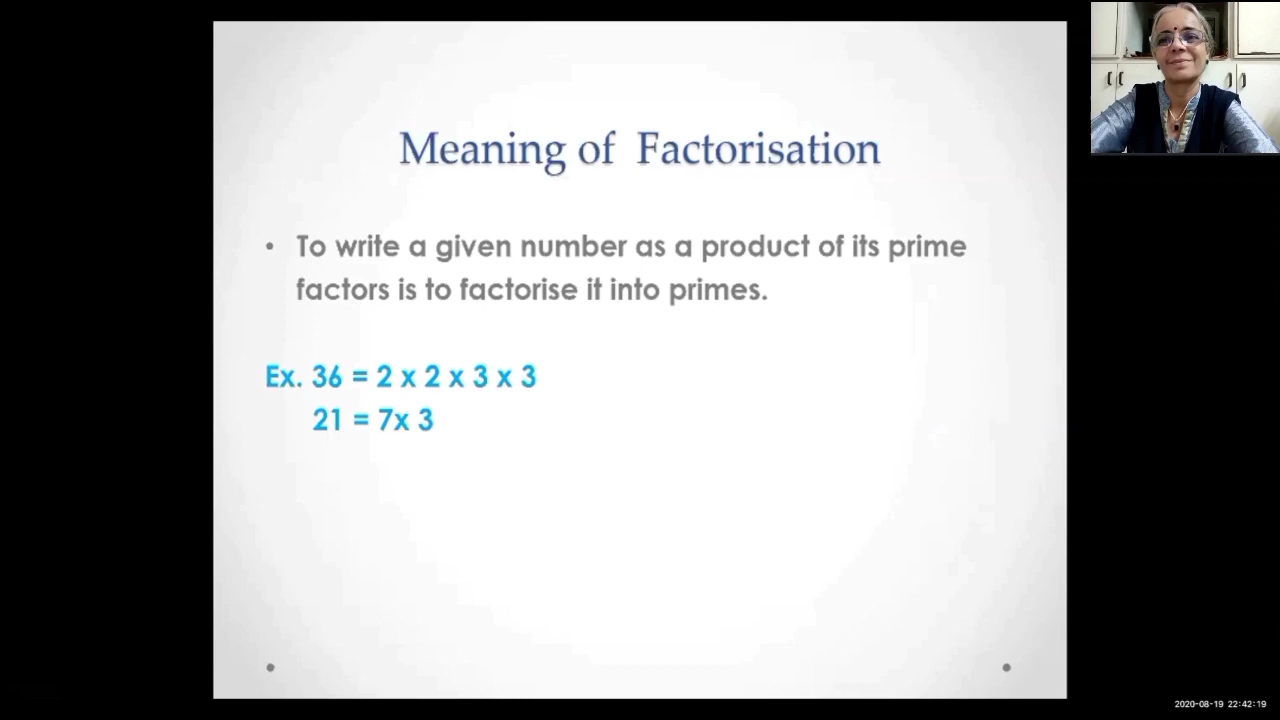 Meaning of Factorisation
• To write a given number as a product of its prime
factors is to factorise it into primes.
Ex. 36 = 2 x 2 x 3 x 3
21 = 7x 3
2020-08-19 22:42:19